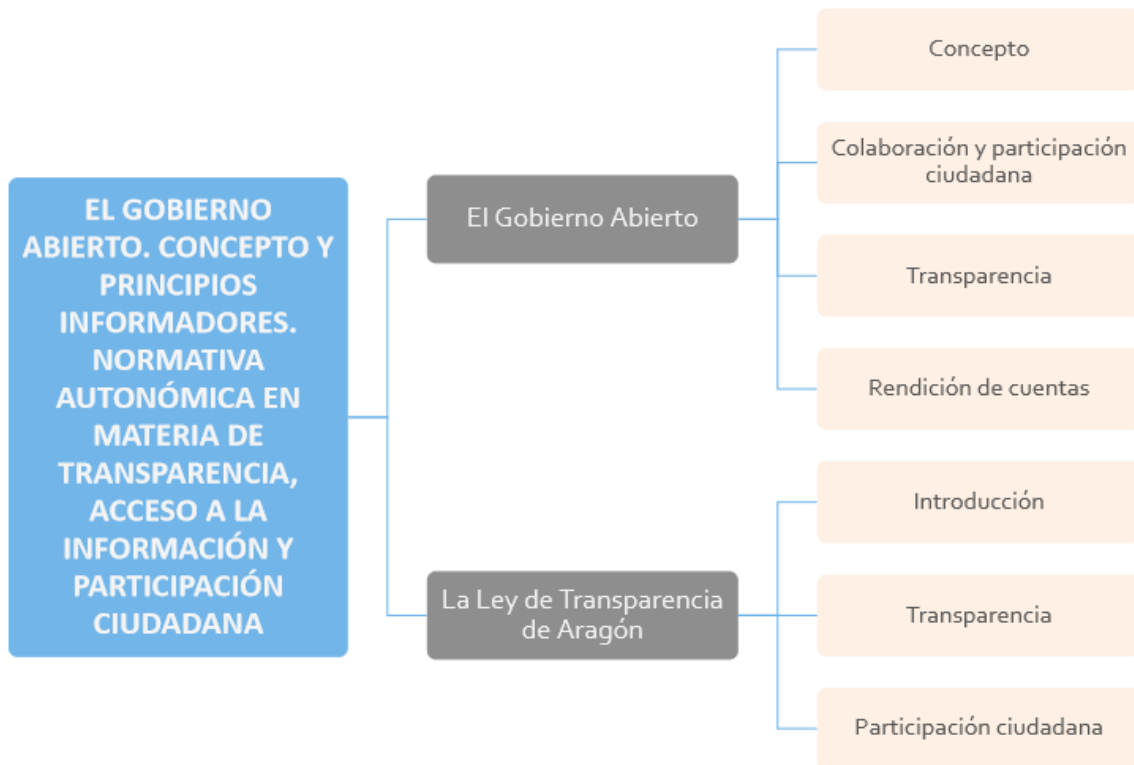 EL GOBIERNO
ABIERTO. CONCEPTO Y
PRINCIPIOS
INFORMADORES.
NORMATIVA
AUTONÓMICA EN
MATERIA DE
TRANSPARENCIA,
ACCESO A LA
INFORMACIÓN Y
PARTICIPACIÓN
CIUDADANA
El Gobierno Abierto
Concepto
Colaboración y participación
ciudadana
Transparencia
Rendición de cuentas
La Ley de Transparencia
de Aragón
Introducción
Transparencia
Participación ciudadana